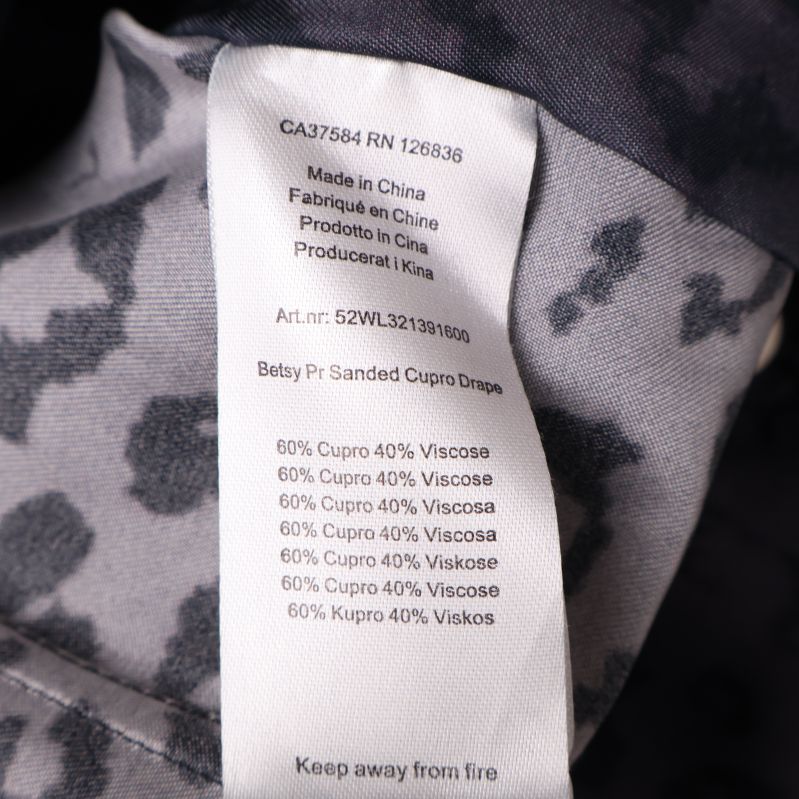 CA37584 RN 126836
Made in China
Fabriqué en Chine
Prodotto in Cina
Producerat i Kina
Art.nr: 52WL321391600
Betsy Pr Sanded Cupro Drape
60% Cupro 40% Viscose
60% Cupro 40% Viscose
60% Cupro 40% Viscosa
60% Cupro 40% Viscosa
60% Cupro 40% Viskose
60% Cupro 40% Viscose
60% Kupro 40% Viskos
Keep away from fire